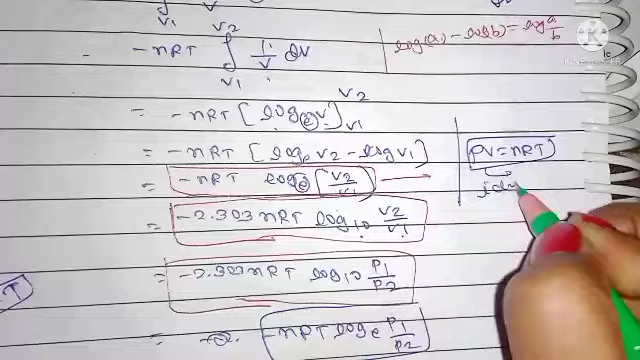 V1 V
- nRT ∫ V1 V2 1/V dV
log(a) - log(b) = log a/b
= -nRT [logₑ V] V1 V2
= -nRT [logₑ V2 - log V1]
= -nRT logₑ [V2/V1]
PV = nRT
= -2.303 nRT log10 V2/V1
= -2.303 nRT log10 P1/P2
= -nRT logₑ P1/P2